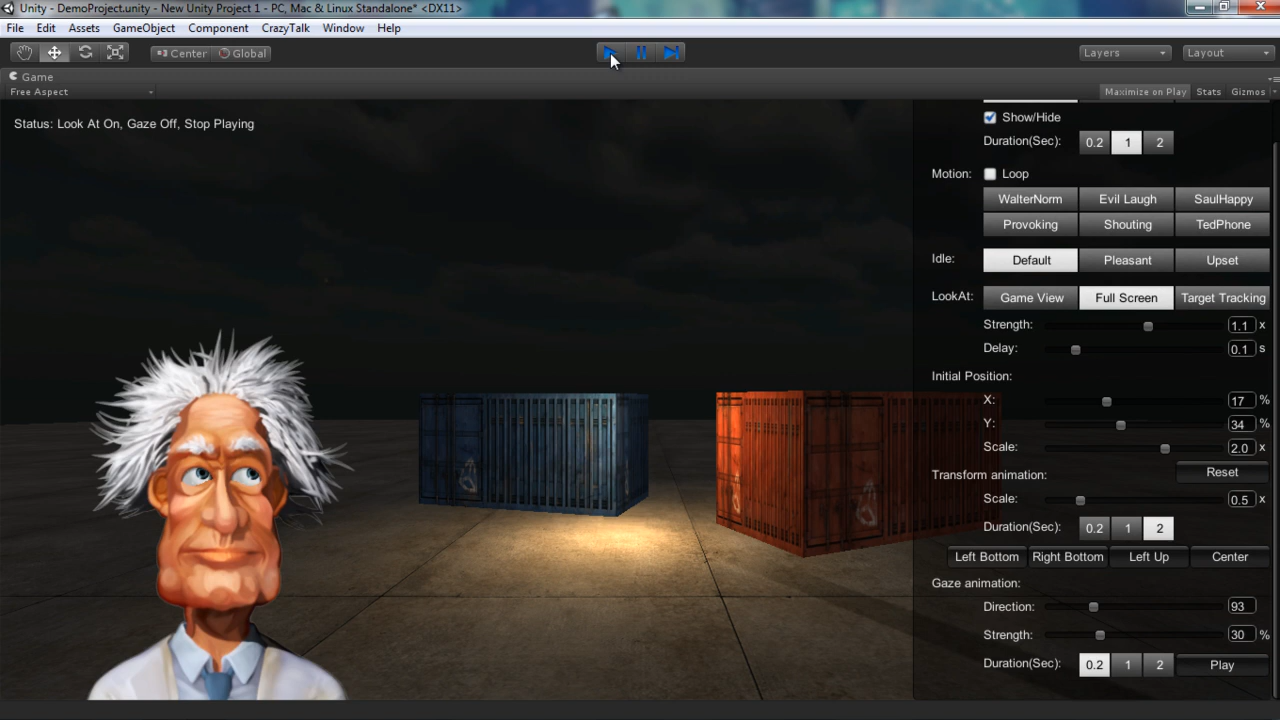 Unity - DemoProject.unity - New Unity Project 1 - PC, Mac & Linux Standalone* <DX11>
File Edit Assets GameObject Component CrazyTalk Window Help
Center Global Layers Layout
Game
Free Aspect Maximize on Play Stats Gizmos
Status: Look At On, Gaze Off, Stop Playing
Show/Hide
Duration(Sec): 0.2 1 2
Motion: Loop
WalterNorm Evil Laugh SaulHappy
Provoking Shouting TedPhone
Idle: Default Pleasant Upset
LookAt: Game View Full Screen Target Tracking
Strength: 1.1 x
Delay: 0.1 s
Initial Position:
X: 17 %
Y: 34 %
Scale: 2.0 x
Transform animation: Reset
Scale: 0.5 x
Duration(Sec): 0.2 1 2
Left Bottom Right Bottom Left Up Center
Gaze animation:
Direction: 93
Strength: 30 %
Duration(Sec): 0.2 1 2 Play